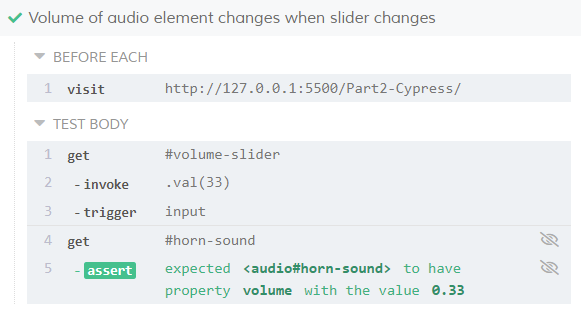 Volume of audio element changes when slider changes
BEFORE EACH
1 visit http://127.0.0.1:5500/Part2-Cypress/
TEST BODY
1 get #volume-slider
2 - invoke .val(33)
3 - trigger input
4 get #horn-sound
5 - assert expected <audio#horn-sound> to have
property volume with the value 0.33